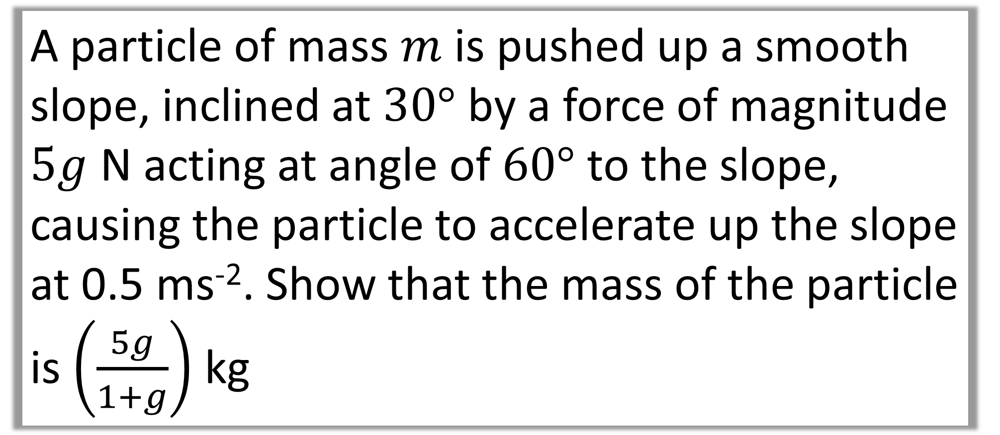 A particle of mass 𝑚 is pushed up a smooth
slope, inclined at 30° by a force of magnitude
5𝑔 N acting at angle of 60° to the slope,
causing the particle to accelerate up the slope
at 0.5 ms⁻². Show that the mass of the particle
is (5𝑔/1+𝑔) kg